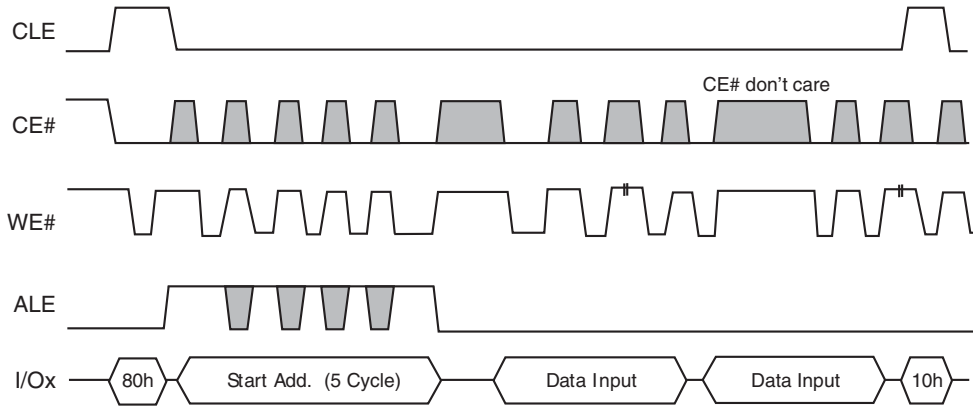 CLE
CE# don't care
CE#
WE#
ALE
I/Ox 80h Start Add. (5 Cycle) Data Input Data Input 10h